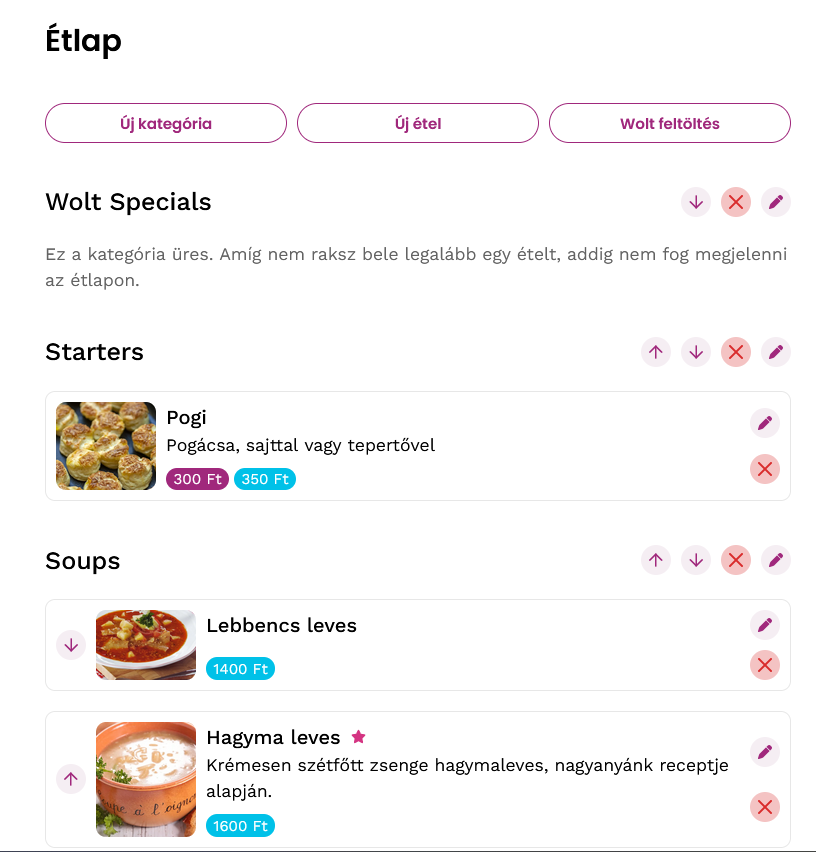 Étlap
Új kategória
Új étel
Wolt feltöltés
Wolt Specials
Ez a kategória üres. Amíg nem raksz bele legalább egy ételt, addig nem fog megjelenni
az étlapon.
Starters
Pogi
Pogácsa, sajttal vagy tepertővel
300 Ft 350 Ft
Soups
Lebbencs leves
1400 Ft
Hagyma leves
Krémesen szétfőtt zsenge hagymaleves, nagyanyánk receptje
alapján.
soupe à l'oignon
1600 Ft